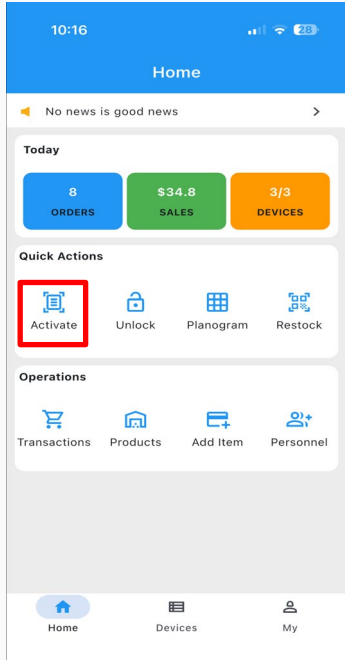 10:16
28
Home
No news is good news
Today
8
ORDERS
$34.8
SALES
3/3
DEVICES
Quick Actions
Activate
Unlock
Planogram
Restock
Operations
Transactions
Products
Add Item
Personnel
Home
Devices
My